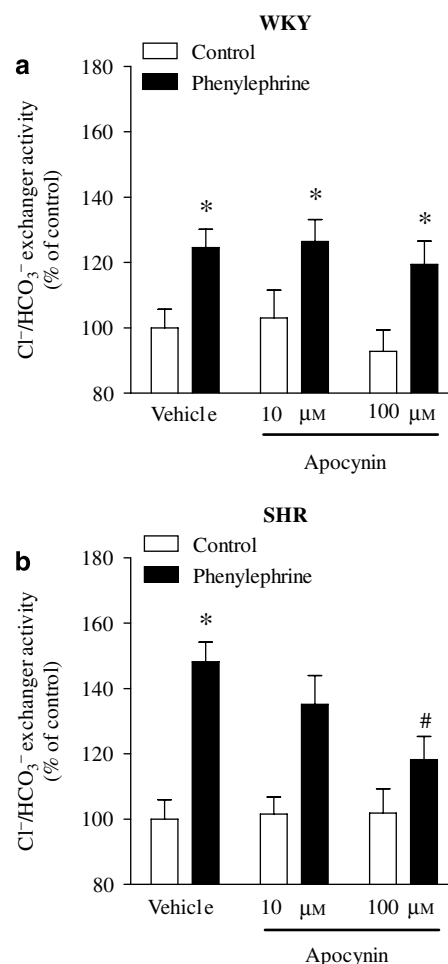 WKY
a
Control
Phenylephrine
Cl⁻/HCO₃⁻ exchanger activity
(% of control)
180
160
140
120
100
80
* * *
Vehicle 10 μM 100 μM
Apocynin
SHR
b
Control
Phenylephrine
Cl⁻/HCO₃⁻ exchanger activity
(% of control)
180
160
140
120
100
80
* #
Vehicle 10 μM 100 μM
Apocynin